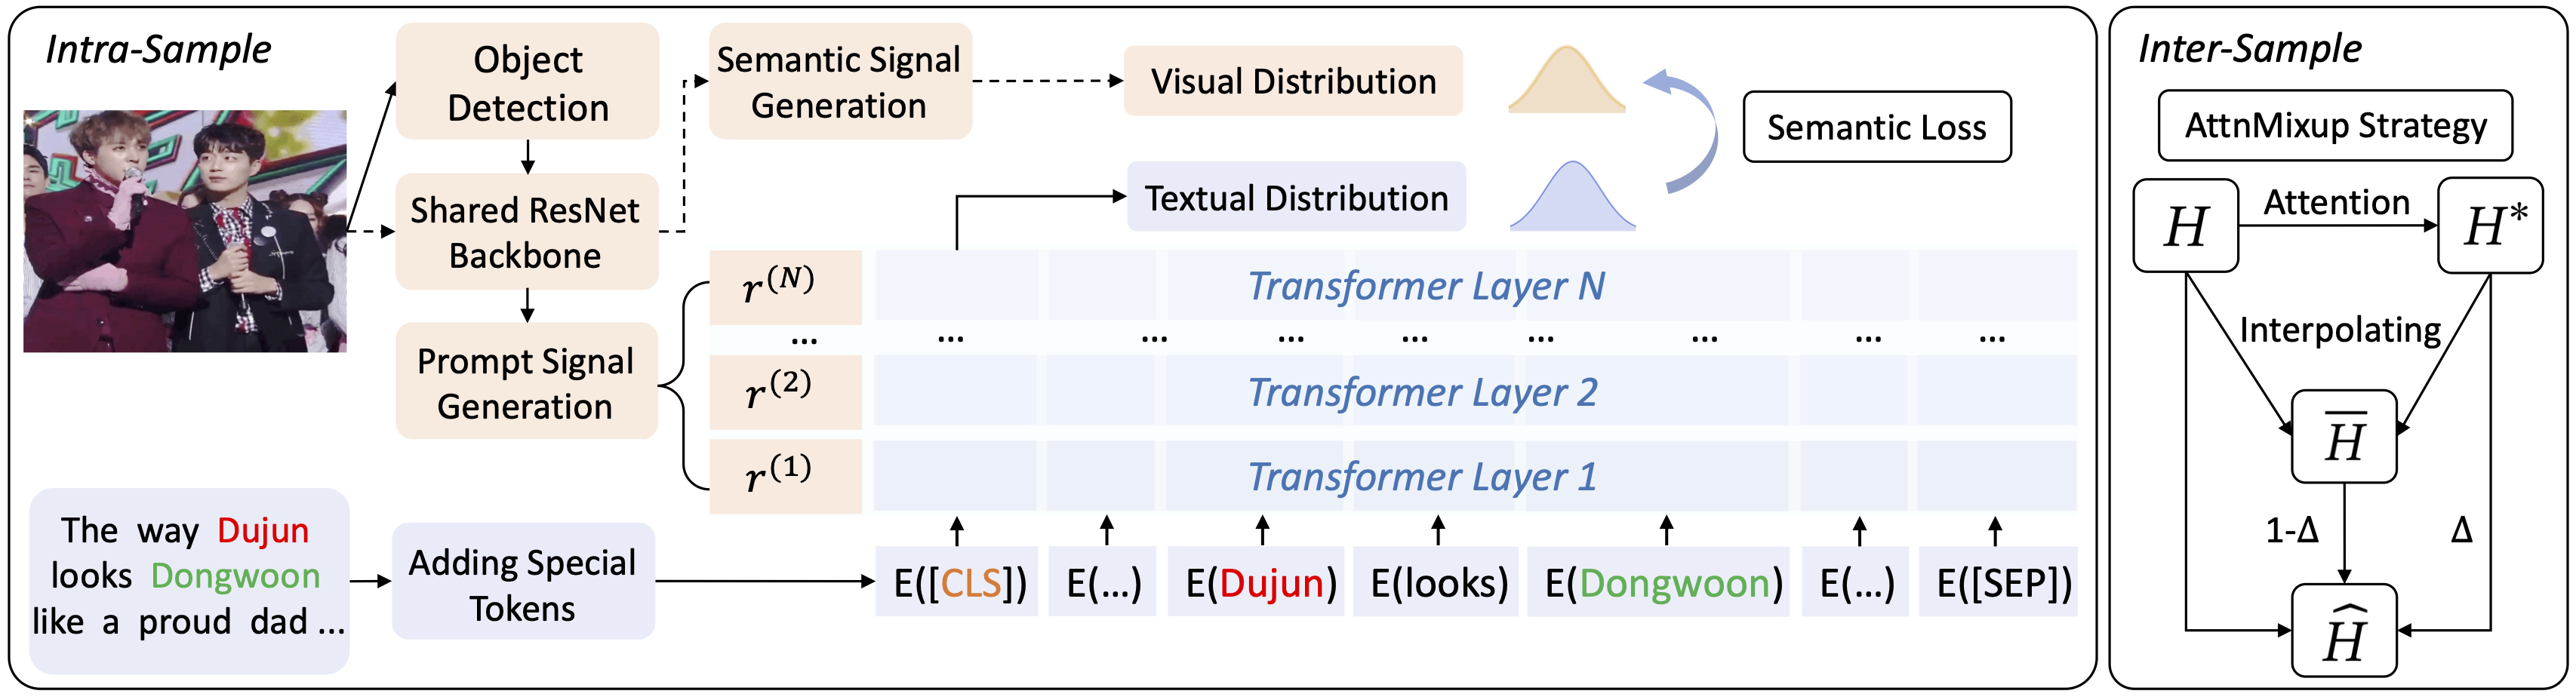 Intra-Sample
Object
Detection
Shared ResNet
Backbone
Prompt Signal
Generation
Semantic Signal
Generation
Visual Distribution
Textual Distribution
Semantic Loss
r^(N)
Transformer Layer N
... ... ... ... ... ... ... ...
r^(2)
Transformer Layer 2
r^(1)
Transformer Layer 1
The way Dujun
looks Dongwoon
like a proud dad ...
Adding Special
Tokens
E([CLS]) E(...) E(Dujun) E(looks) E(Dongwoon) E(...) E([SEP])
Inter-Sample
AttnMixup Strategy
H Attention H*
Interpolating
H̅
1-Δ Δ
Ĥ